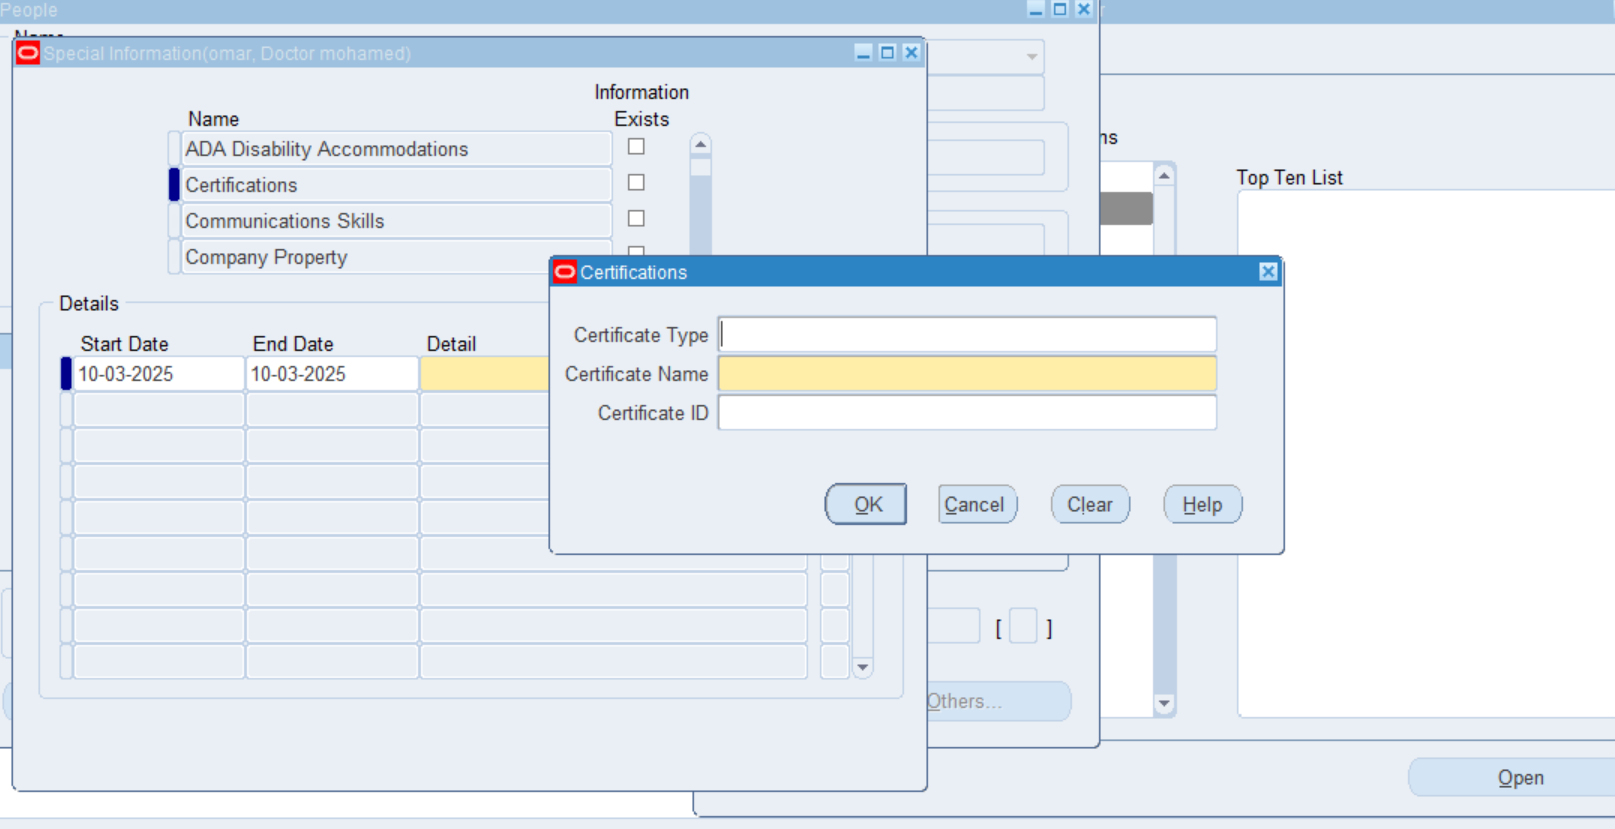 People
Name
Special Information(omar, Doctor mohamed)
Information
Name Exists
ADA Disability Accommodations
Certifications
Communications Skills
Company Property
Details
Start Date End Date Detail
10-03-2025 10-03-2025
Certifications
Certificate Type
Certificate Name
Certificate ID
OK Cancel Clear Help
ns
Top Ten List
[ ]
Others...
Open